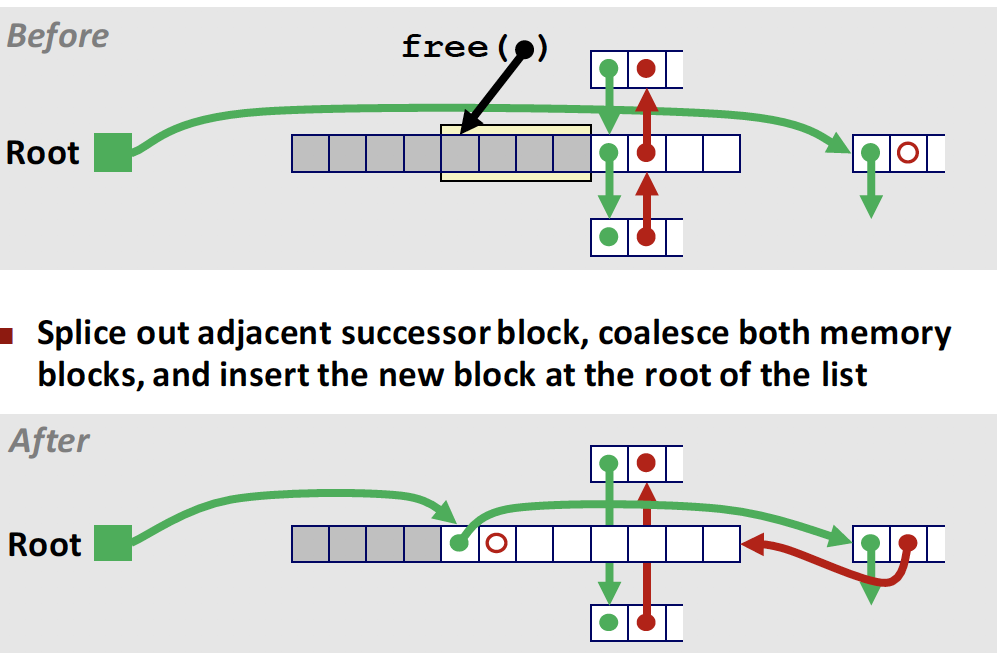 Before
free( )
Root
Splice out adjacent successor block, coalesce both memory
blocks, and insert the new block at the root of the list
After
Root